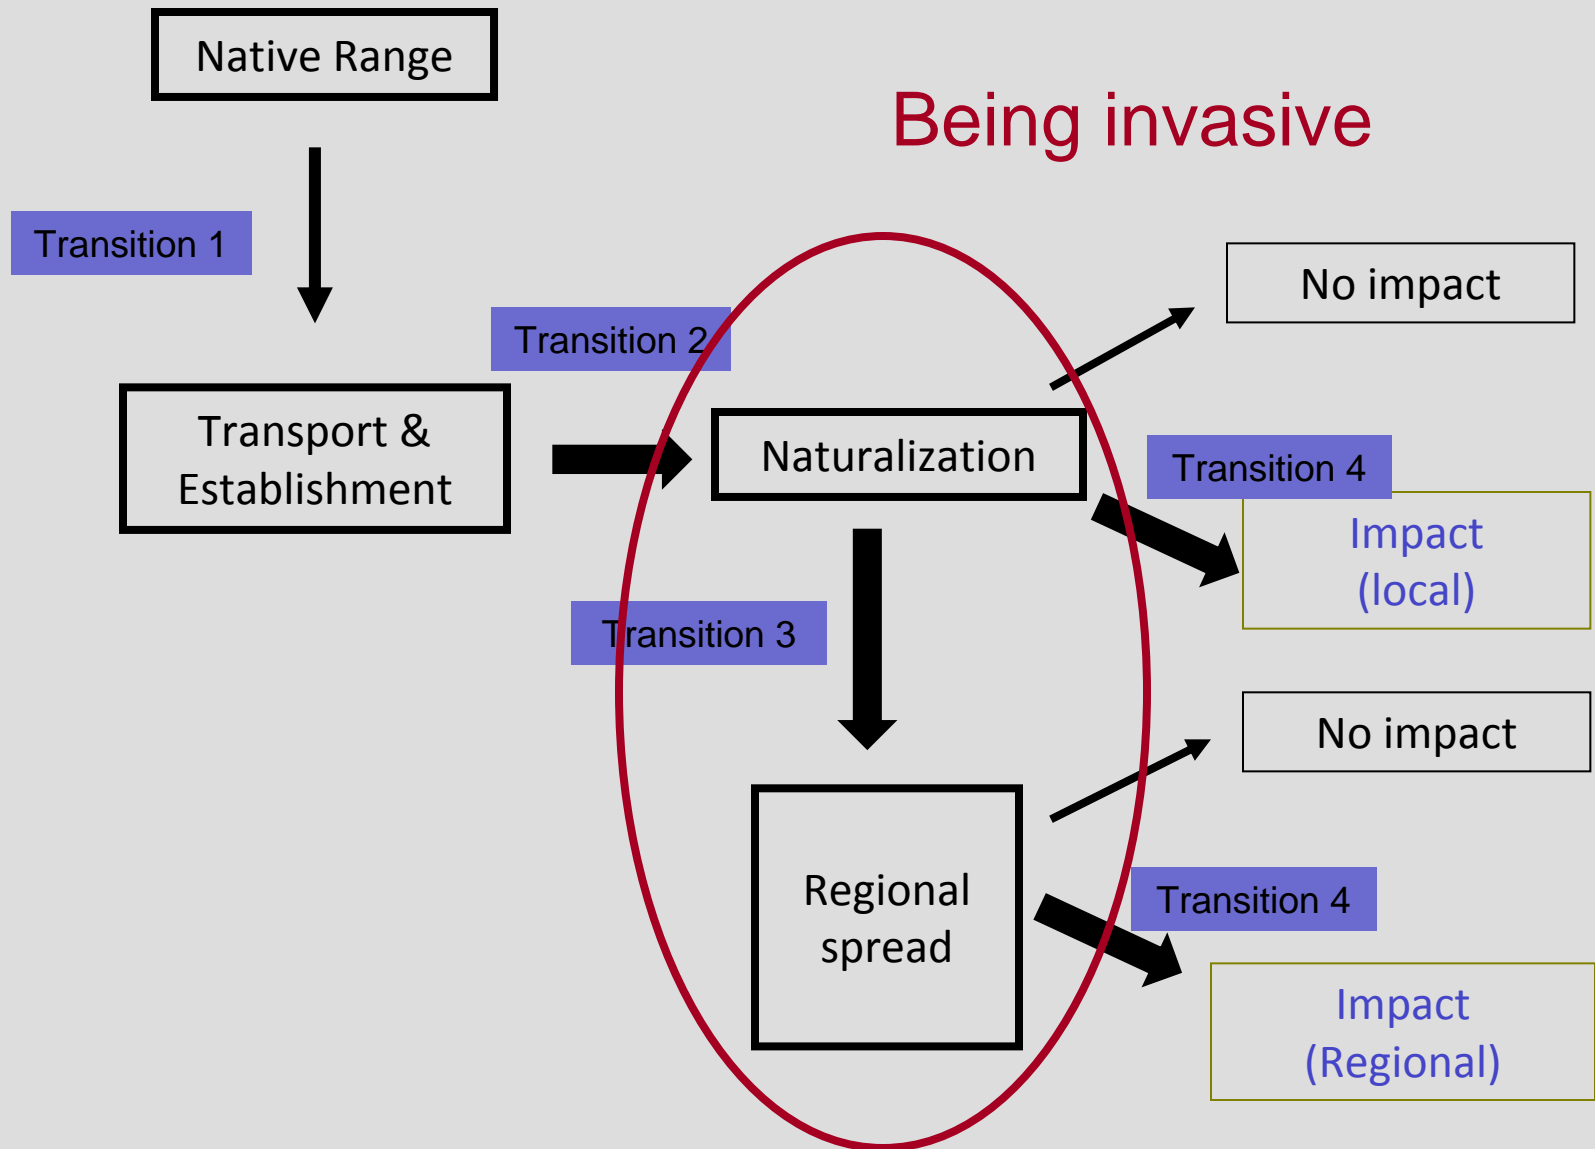 Native Range
Being invasive
Transition 1
No impact
Transition 2
Transport &
Establishment
Naturalization
Transition 4
Impact
(local)
Transition 3
No impact
Regional
spread
Transition 4
Impact
(Regional)